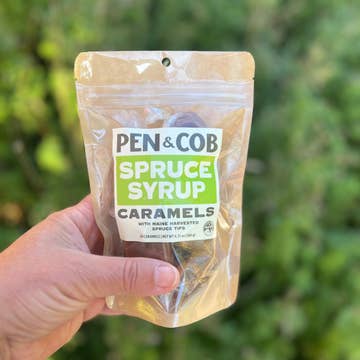 PEN & COB
SPRUCE
SYRUP
CARAMELS
WITH MAINE HARVESTED
SPRUCE TIPS